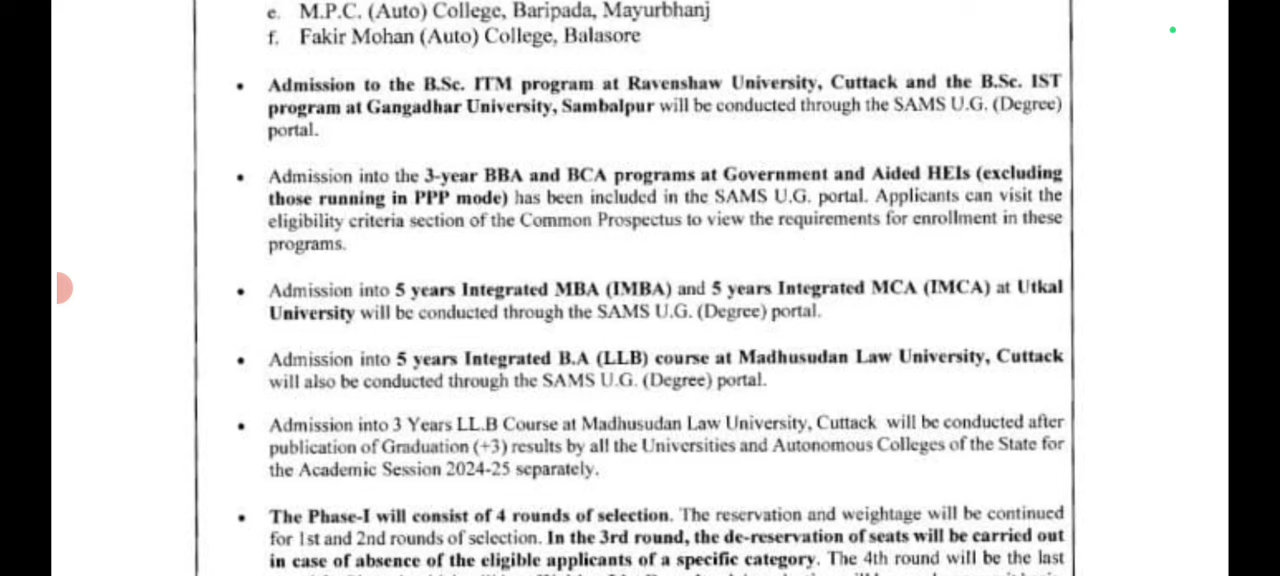 e. M.P.C. (Auto) College, Baripada, Mayurbhanj
f. Fakir Mohan (Auto) College, Balasore
• Admission to the B.Sc. ITM program at Ravenshaw University, Cuttack and the B.Sc. IST
program at Gangadhar University, Sambalpur will be conducted through the SAMS U.G. (Degree)
portal.
• Admission into the 3-year BBA and BCA programs at Government and Aided HEIs (excluding
those running in PPP mode) has been included in the SAMS U.G. portal. Applicants can visit the
eligibility criteria section of the Common Prospectus to view the requirements for enrollment in these
programs.
• Admission into 5 years Integrated MBA (IMBA) and 5 years Integrated MCA (IMCA) at Utkal
University will be conducted through the SAMS U.G. (Degree) portal.
• Admission into 5 years Integrated B.A (LLB) course at Madhusudan Law University, Cuttack
will also be conducted through the SAMS U.G. (Degree) portal.
• Admission into 3 Years LL.B Course at Madhusudan Law University, Cuttack will be conducted after
publication of Graduation (+3) results by all the Universities and Autonomous Colleges of the State for
the Academic Session 2024-25 separately.
• The Phase-I will consist of 4 rounds of selection. The reservation and weightage will be continued
for 1st and 2nd rounds of selection. In the 3rd round, the de-reservation of seats will be carried out
in case of absence of the eligible applicants of a specific category. The 4th round will be the last